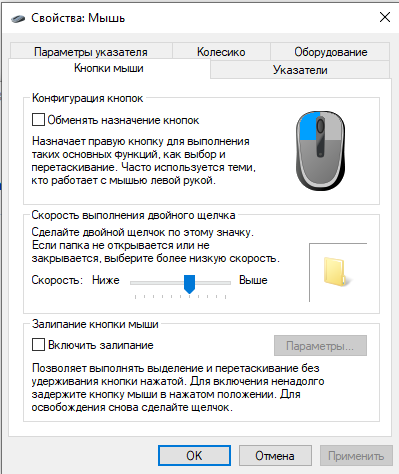 Свойства: Мышь
Параметры указателя Колесико Оборудование
Кнопки мыши Указатели
Конфигурация кнопок
Обменять назначение кнопок
Назначает правую кнопку для выполнения
таких основных функций, как выбор и
перетаскивание. Часто используется теми,
кто работает с мышью левой рукой.
Скорость выполнения двойного щелчка
Сделайте двойной щелчок по этому значку.
Если папка не открывается или не
закрывается, выберите более низкую скорость.
Скорость: Ниже Выше
Залипание кнопки мыши
Включить залипание Параметры...
Позволяет выполнять выделение и перетаскивание без
удерживания кнопки нажатой. Для включения ненадолго
задержите кнопку мыши в нажатом положении. Для
освобождения снова сделайте щелчок.
ОК Отмена Применить